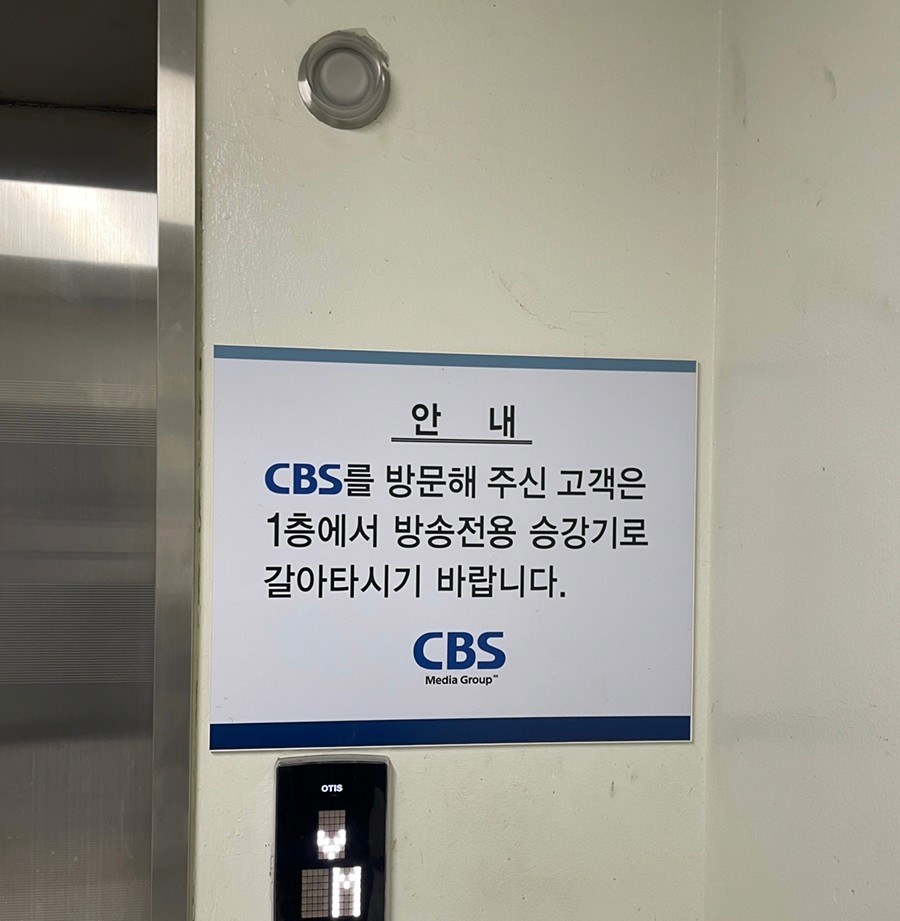 안 내
CBS를 방문해 주신 고객은
1층에서 방송전용 승강기로
갈아타시기 바랍니다.
CBS
Media Group
OTIS